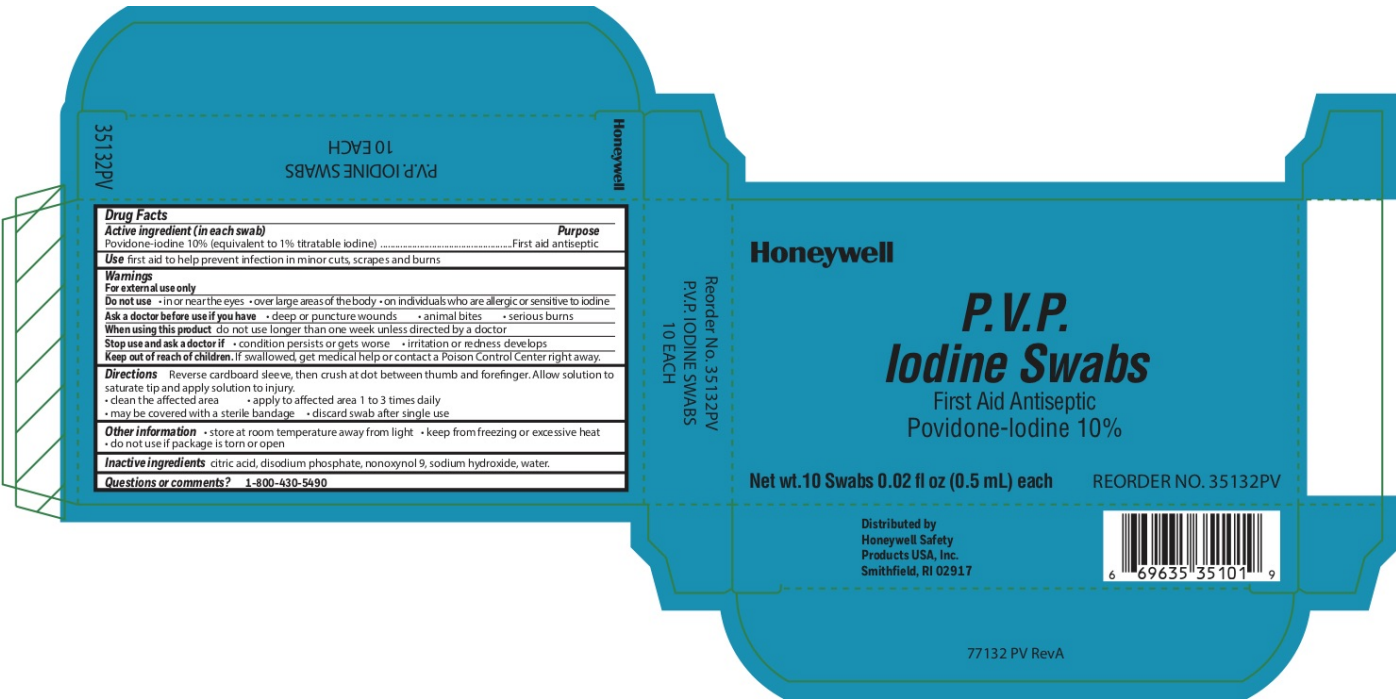 35132PV
P.V.P. IODINE SWABS
10 EACH
Honeywell
Drug Facts
Active ingredient (in each swab) Purpose
Povidone-iodine 10% (equivalent to 1% titratable iodine) ....................................................First aid antiseptic
Use first aid to help prevent infection in minor cuts, scrapes and burns
Warnings
For external use only
Do not use • in or near the eyes • over large areas of the body • on individuals who are allergic or sensitive to iodine
Ask a doctor before use if you have • deep or puncture wounds • animal bites • serious burns
When using this product do not use longer than one week unless directed by a doctor
Stop use and ask a doctor if • condition persists or gets worse • irritation or redness develops
Keep out of reach of children. If swallowed, get medical help or contact a Poison Control Center right away.
Directions Reverse cardboard sleeve, then crush at dot between thumb and forefinger. Allow solution to
saturate tip and apply solution to injury.
• clean the affected area • apply to affected area 1 to 3 times daily
• may be covered with a sterile bandage • discard swab after single use
Other information • store at room temperature away from light • keep from freezing or excessive heat
• do not use if package is torn or open
Inactive ingredients citric acid, disodium phosphate, nonoxynol 9, sodium hydroxide, water.
Questions or comments? 1-800-430-5490
Reorder No. 35132PV
P.V.P. IODINE SWABS
10 EACH
Honeywell
P.V.P.
Iodine Swabs
First Aid Antiseptic
Povidone-Iodine 10%
Net wt.10 Swabs 0.02 fl oz (0.5 mL) each REORDER NO. 35132PV
Distributed by
Honeywell Safety
Products USA, Inc.
Smithfield, RI 02917
6 69635 35101 9
77132 PV RevA